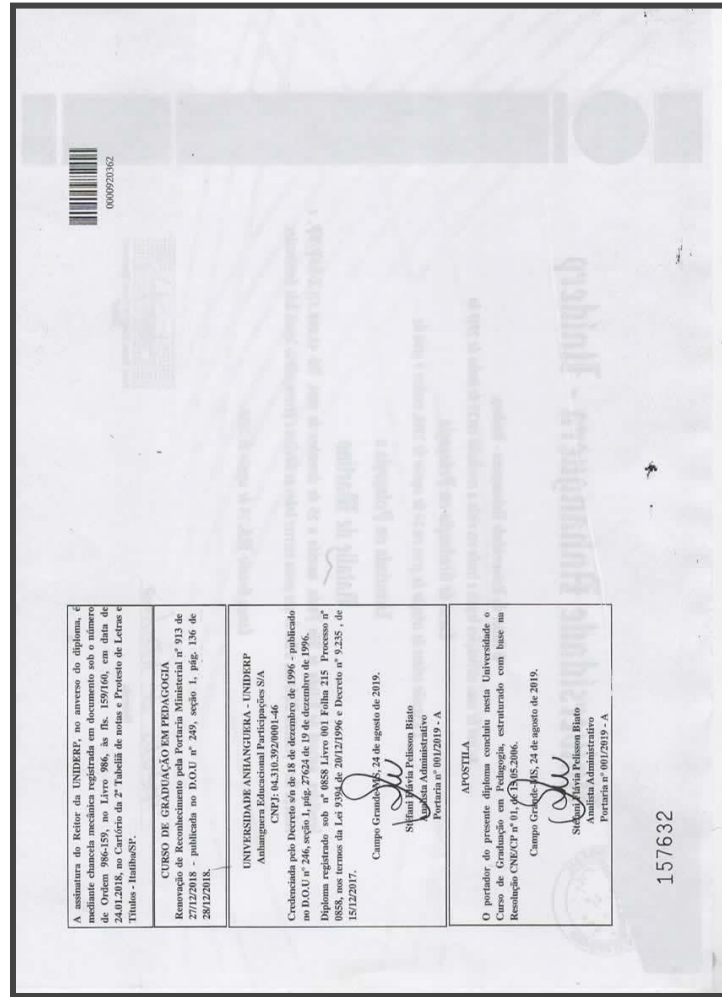 A assinatura do Reitor da UNIDERP, no anverso do diploma, é
mediante chancela mecânica registrada em documento sob o número
de Ordem 986-159, no Livro 986, às fls. 159/160, em data de
24.01.2018, no Cartório da 2ª Tabeliã de notas e Protesto de Letras e
Títulos - Itatiba/SP.
CURSO DE GRADUAÇÃO EM PEDAGOGIA
Renovação de Reconhecimento pela Portaria Ministerial nº 913 de
27/12/2018 - publicada no D.O.U nº 249, seção 1, pág. 136 de
28/12/2018.
UNIVERSIDADE ANHANGUERA - UNIDERP
Anhanguera Educacional Participações S/A
CNPJ: 04.310.392/0001-46
Credenciada pelo Decreto s/n de 18 de dezembro de 1996 - publicado
no D.O.U nº 246, seção 1, pág. 27624 de 19 de dezembro de 1996.
Diploma registrado sob nº 0858 Livro 001 Folha 215 Processo nº
0858, nos termos da Lei 9394 de 20/12/1996 e Decreto nº 9.235 , de
15/12/2017.
Campo Grande-MS, 24 de agosto de 2019.
Stéfani Flávia Pelisson Biato
Analista Administrativo
Portaria nº 001/2019 - A
APOSTILA
O portador do presente diploma concluiu nesta Universidade o
Curso de Graduação em Pedagogia, estruturado com base na
Resolução CNE/CP nº 01, de 15.05.2006.
Campo Grande-MS, 24 de agosto de 2019.
Stéfani Flávia Pelisson Biato
Analista Administrativo
Portaria nº 001/2019 - A
0000920362
157632